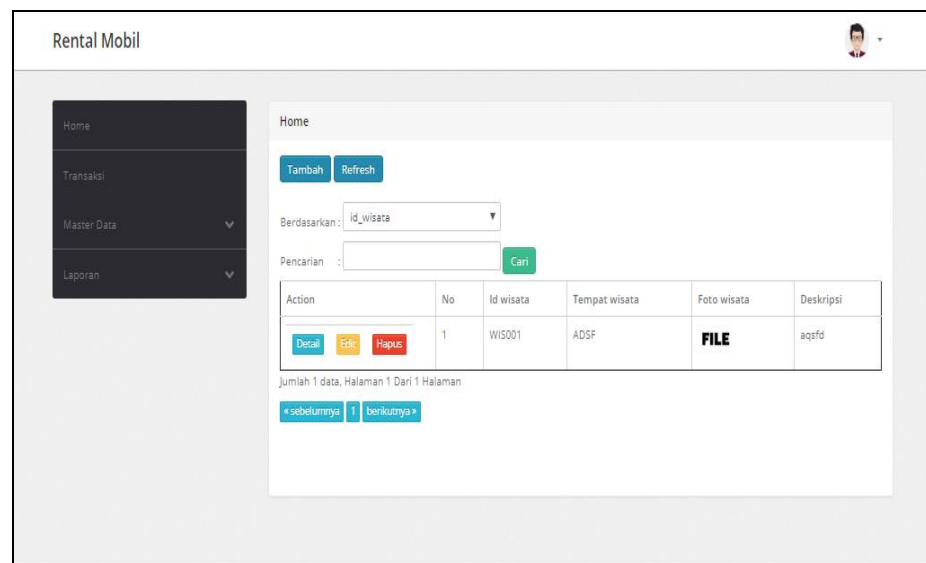 Rental Mobil
Home
Transaksi
Master Data
Laporan
Home
Tambah Refresh
Berdasarkan : id_wisata
Pencarian : Cari
Action No Id wisata Tempat wisata Foto wisata Deskripsi
Detail Edit Hapus 1 WIS001 ADSF FILE aqsfd
Jumlah 1 data, Halaman 1 Dari 1 Halaman
« sebelumnya 1 berikutnya »